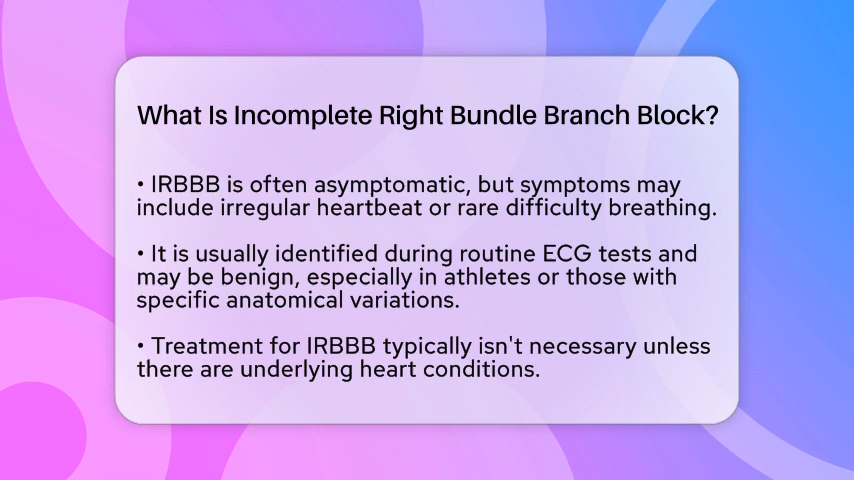 What Is Incomplete Right Bundle Branch Block?
• IRBBB is often asymptomatic, but symptoms may
include irregular heartbeat or rare difficulty breathing.
• It is usually identified during routine ECG tests and
may be benign, especially in athletes or those with
specific anatomical variations.
• Treatment for IRBBB typically isn't necessary unless
there are underlying heart conditions.